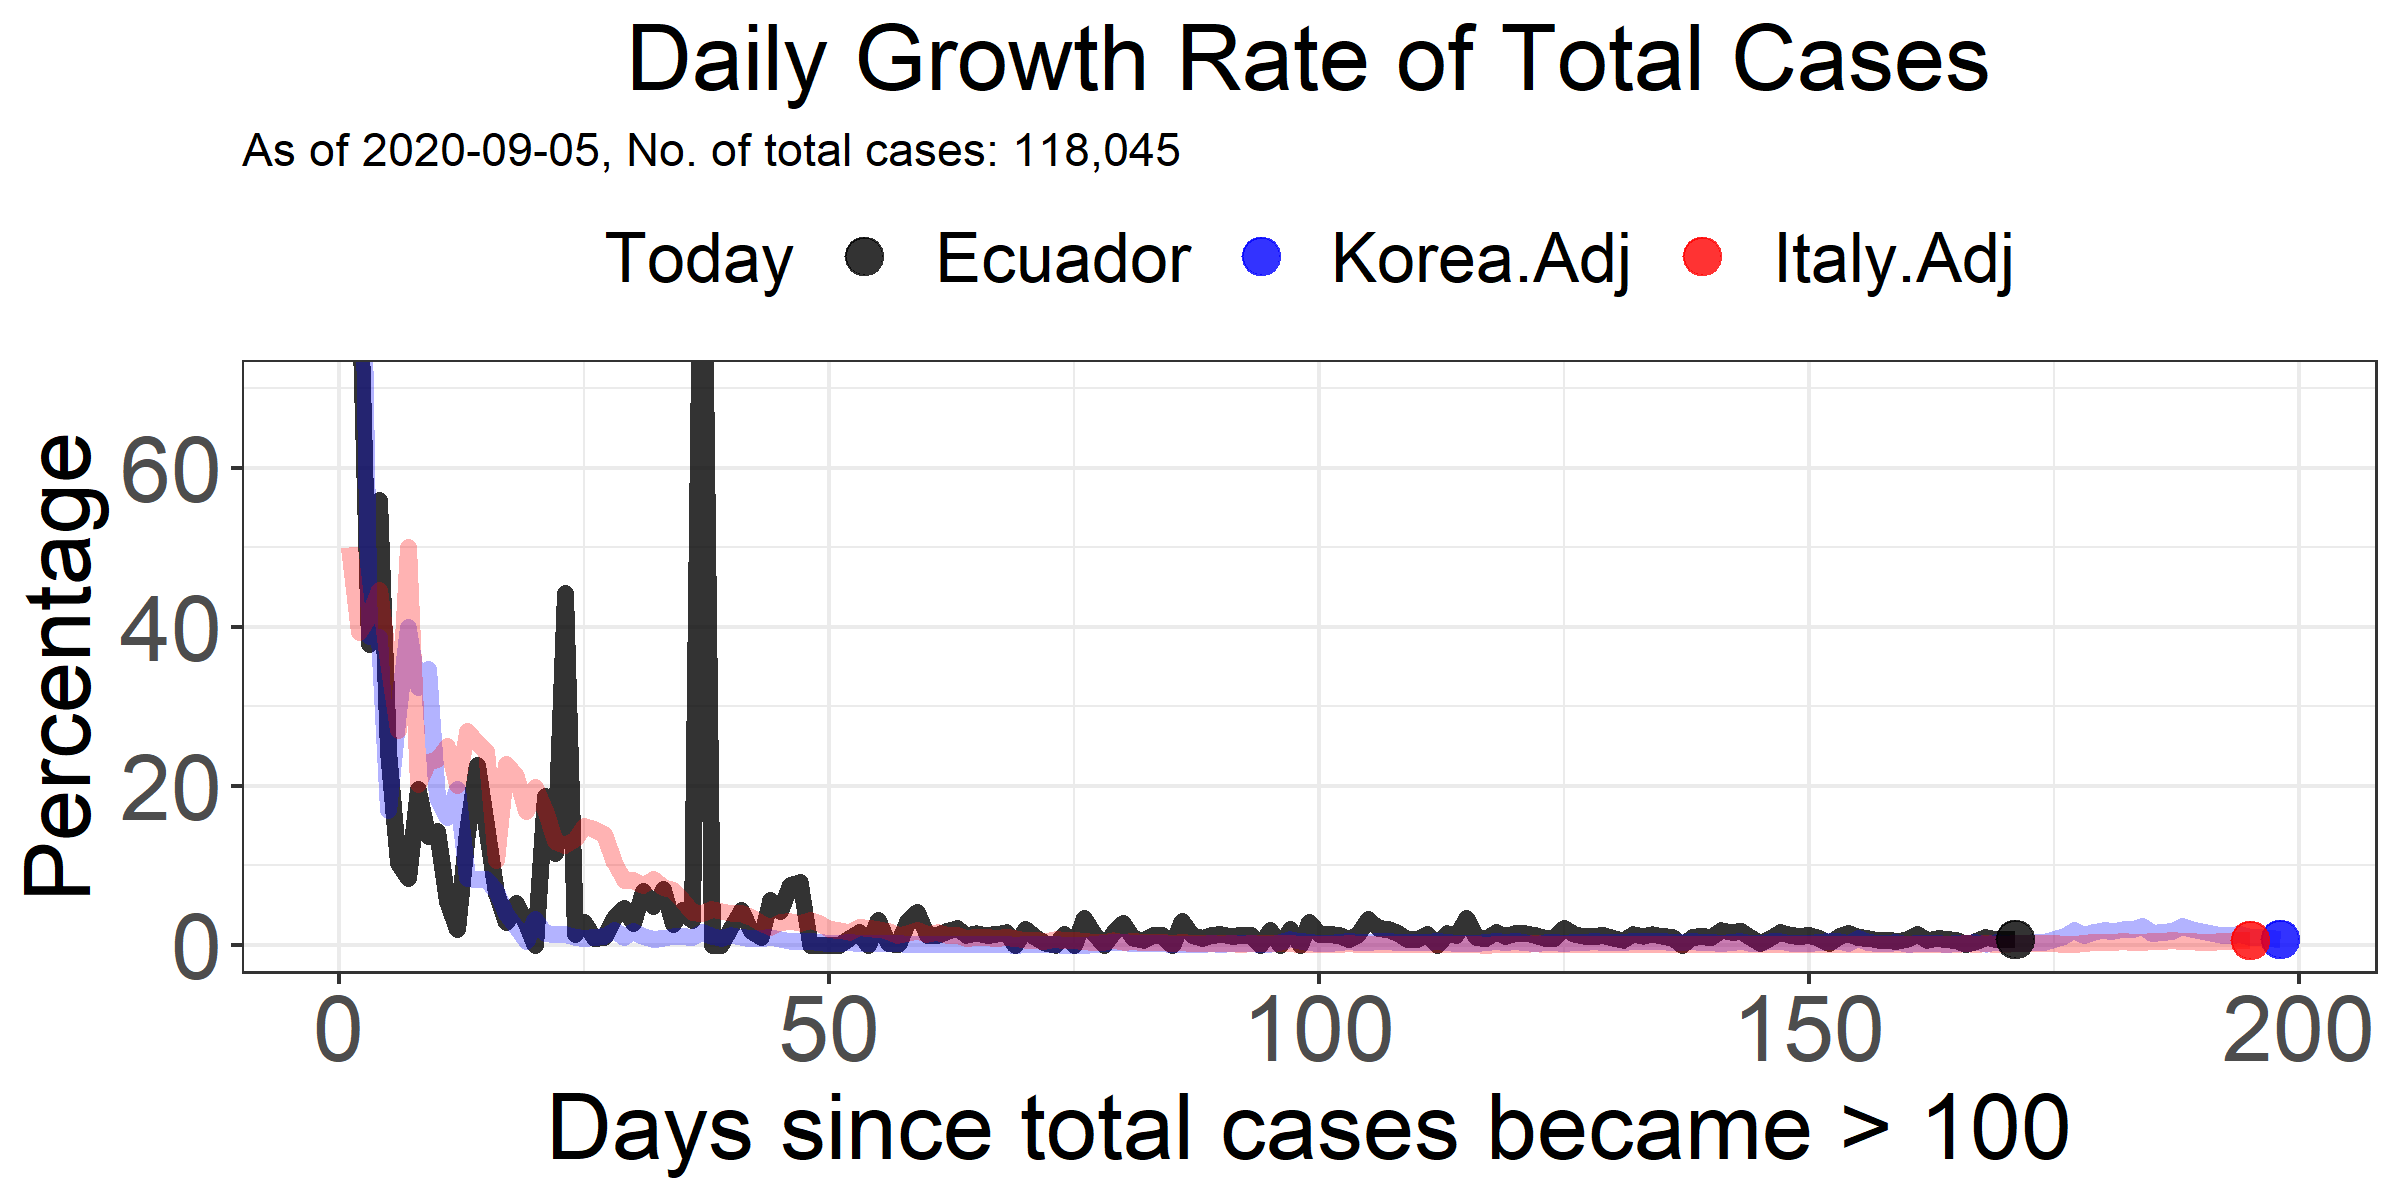 Daily Growth Rate of Total Cases
As of 2020-09-05, No. of total cases: 118,045
Today Ecuador Korea.Adj Italy.Adj
Percentage
60
40
20
0
0 50 100 150 200
Days since total cases became > 100